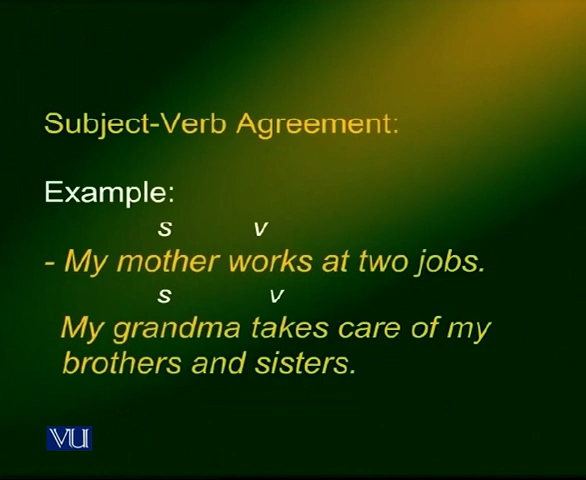 Subject-Verb Agreement:
Example:
s v
- My mother works at two jobs.
s v
My grandma takes care of my
brothers and sisters.
VU